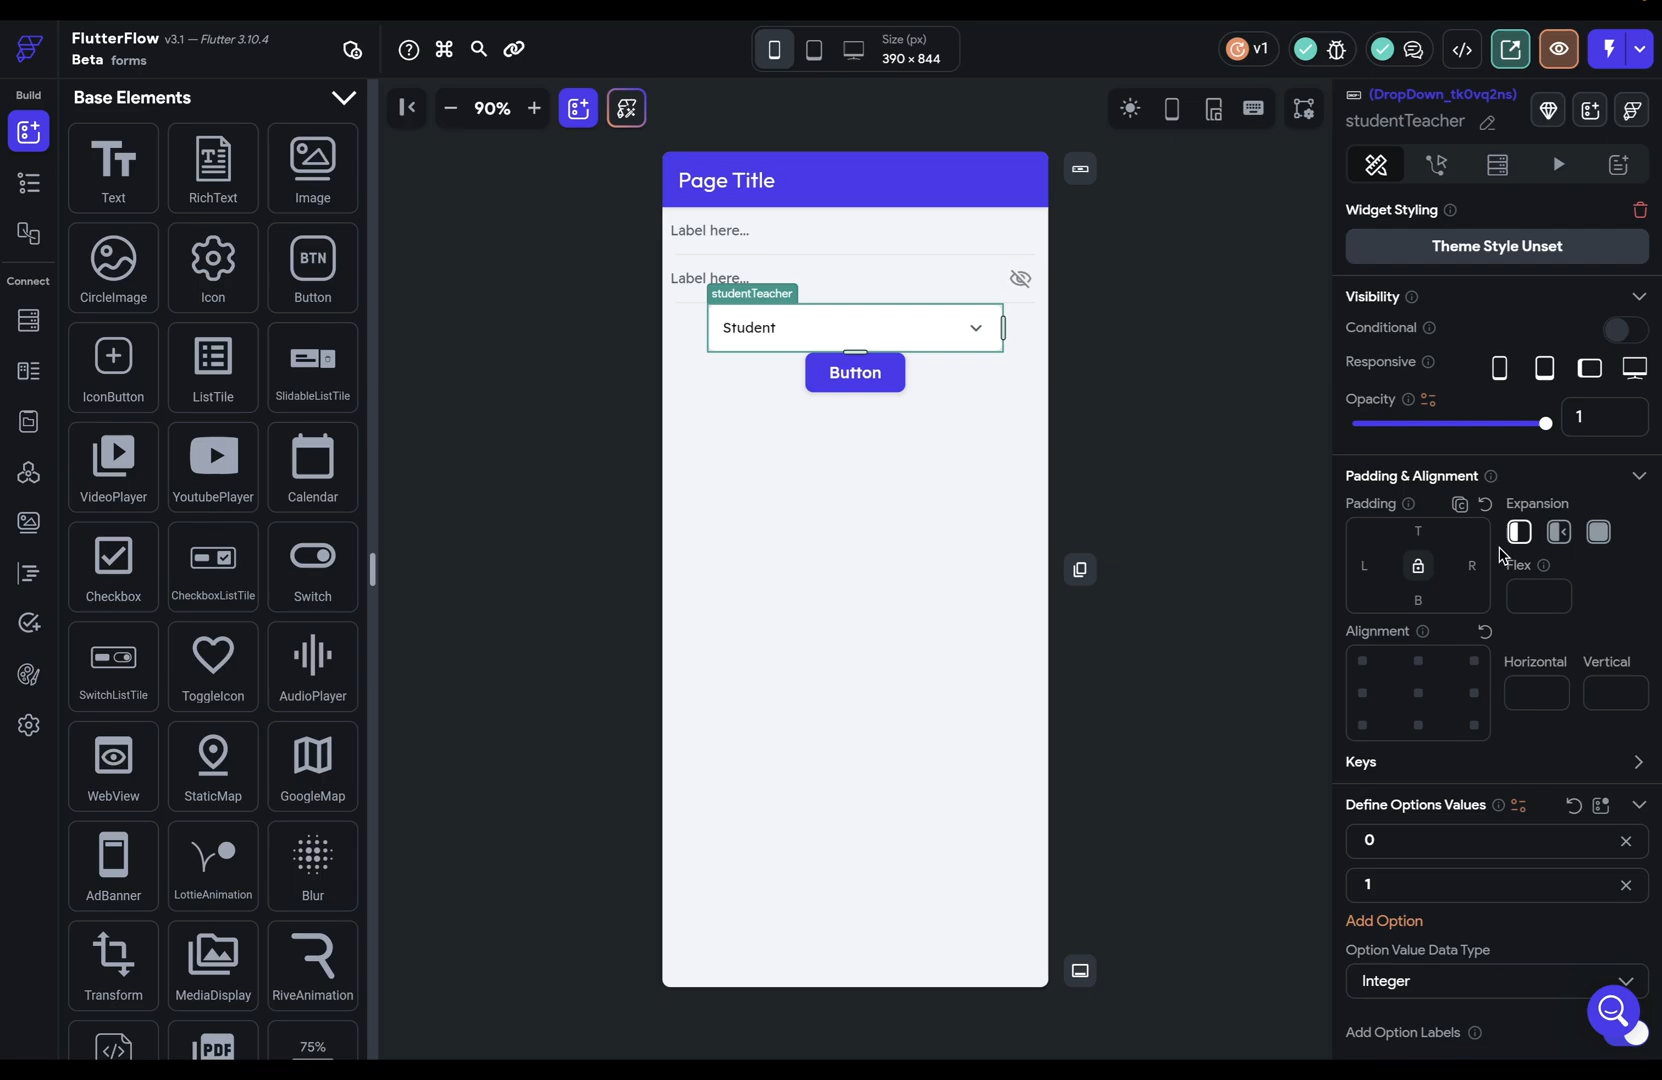 FlutterFlow v3.1 – Flutter 3.10.4
Beta forms
Size (px)
390 × 844
v1
Build
Connect
Base Elements
Text
RichText
Image
CircleImage
Icon
BTN
Button
IconButton
ListTile
SlidableListTile
VideoPlayer
YoutubePlayer
Calendar
Checkbox
CheckboxListTile
Switch
SwitchListTile
ToggleIcon
AudioPlayer
WebView
StaticMap
GoogleMap
AdBanner
LottieAnimation
Blur
Transform
MediaDisplay
RiveAnimation
PDF
75%
90%
Page Title
Label here...
Label here...
studentTeacher
Student
Button
(DropDown_tk0vq2ns)
studentTeacher
Widget Styling
Theme Style Unset
Visibility
Conditional
Responsive
Opacity
1
Padding & Alignment
Padding
Expansion
T
L
R
B
Flex
Alignment
Horizontal
Vertical
Keys
Define Options Values
0
1
Add Option
Option Value Data Type
Integer
Add Option Labels